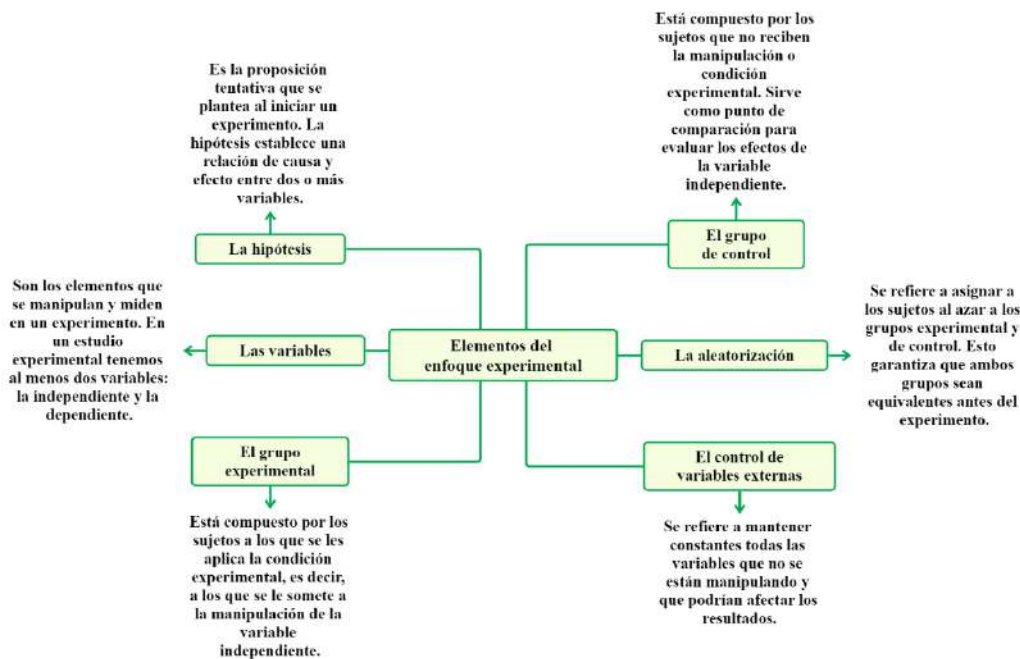 Elementos del
enfoque experimental
La hipótesis
Es la proposición
tentativa que se
plantea al iniciar un
experimento. La
hipótesis establece una
relación de causa y
efecto entre dos o más
variables.
Las variables
Son los elementos que
se manipulan y miden
en un experimento. En
un estudio
experimental tenemos
al menos dos variables:
la independiente y la
dependiente.
El grupo
experimental
Está compuesto por los
sujetos a los que se les
aplica la condición
experimental, es decir,
a los que se le somete a
la manipulación de la
variable
independiente.
El grupo
de control
Está compuesto por los
sujetos que no reciben
la manipulación o
condición
experimental. Sirve
como punto de
comparación para
evaluar los efectos de
la variable
independiente.
La aleatorización
Se refiere a asignar a
los sujetos al azar a los
grupos experimental y
de control. Esto
garantiza que ambos
grupos sean
equivalentes antes del
experimento.
El control de
variables externas
Se refiere a mantener
constantes todas las
variables que no se
están manipulando y
que podrían afectar los
resultados.